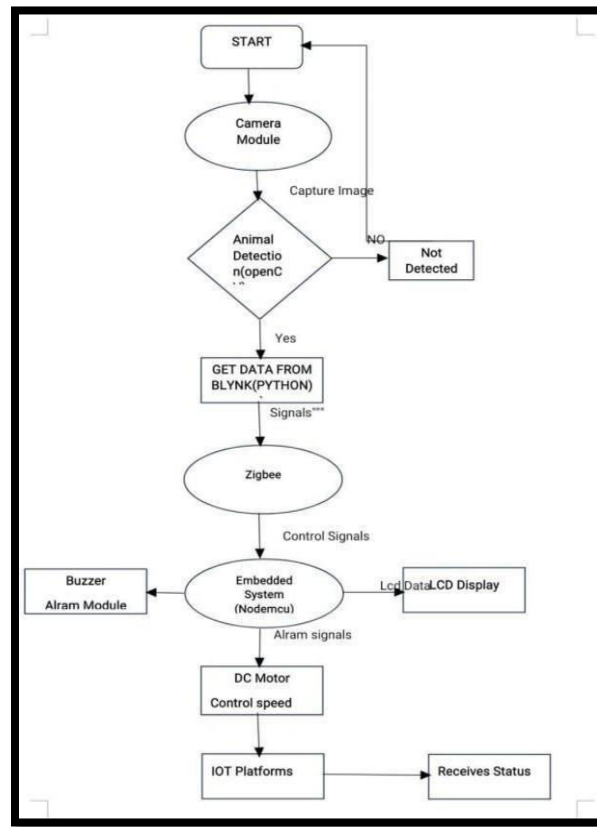 START
Camera
Module
Capture Image
Animal
Detectio
n(openC
NO
Not
Detected
Yes
GET DATA FROM
BLYNK(PYTHON)
Signals"""
Zigbee
Control Signals
Buzzer
Alram Module
Embedded
System
(Nodemcu)
Lcd Data
LCD Display
Alram signals
DC Motor
Control speed
IOT Platforms
Receives Status